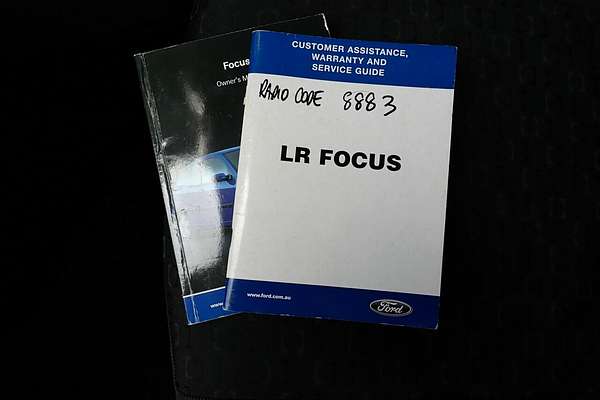 Focus
Owner's M
www.
CUSTOMER ASSISTANCE,
WARRANTY AND
SERVICE GUIDE
RADIO CODE 8883
LR FOCUS
www.ford.com.au
Ford